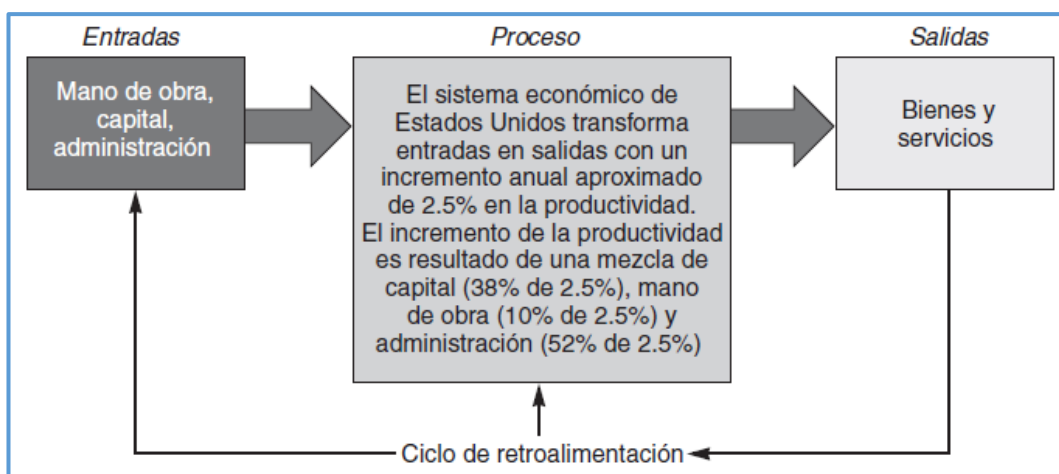 Entradas
Mano de obra,
capital,
administración
Proceso
El sistema económico de
Estados Unidos transforma
entradas en salidas con un
incremento anual aproximado
de 2.5% en la productividad.
El incremento de la productividad
es resultado de una mezcla de
capital (38% de 2.5%), mano
de obra (10% de 2.5%) y
administración (52% de 2.5%)
Salidas
Bienes y
servicios
Ciclo de retroalimentación